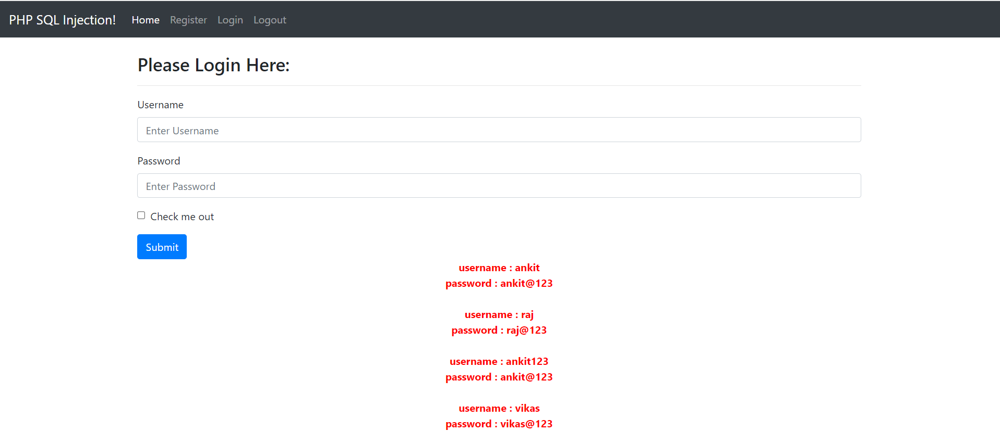 PHP SQL Injection! Home Register Login Logout
Please Login Here:
Username
Enter Username
Password
Enter Password
Check me out
Submit
username : ankit
password : ankit@123
username : raj
password : raj@123
username : ankit123
password : ankit@123
username : vikas
password : vikas@123